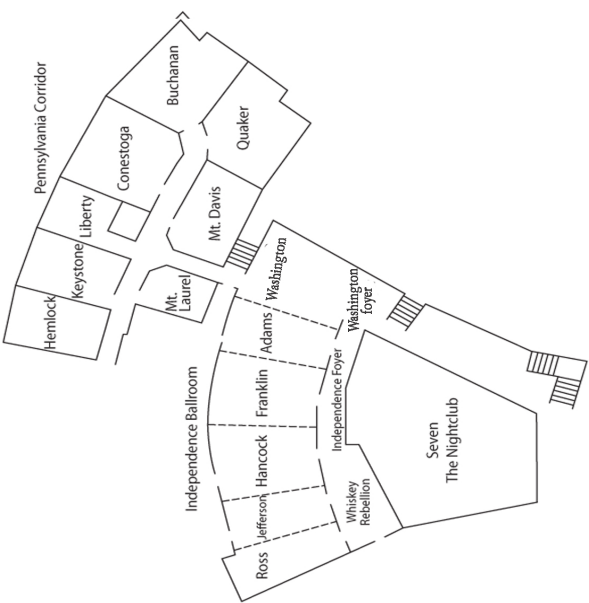 Pennsylvania Corridor
Buchanan
Quaker
Conestoga
Mt. Davis
Liberty
Keystone
Hemlock
Mt.
Laurel
Washington
Washington
foyer
Adams
Independence Foyer
Franklin
Independence Ballroom
Hancock
Seven
The Nightclub
Jefferson
Whiskey
Rebellion
Ross